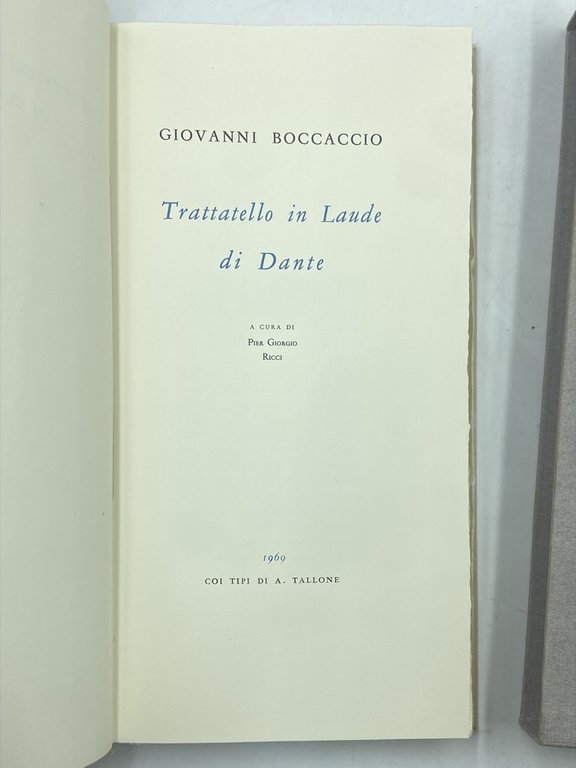 GIOVANNI BOCCACCIO
Trattatello in Laude
di Dante
A CURA DI
PIER GIORGIO
RICCI
1969
COI TIPI DI A. TALLONE